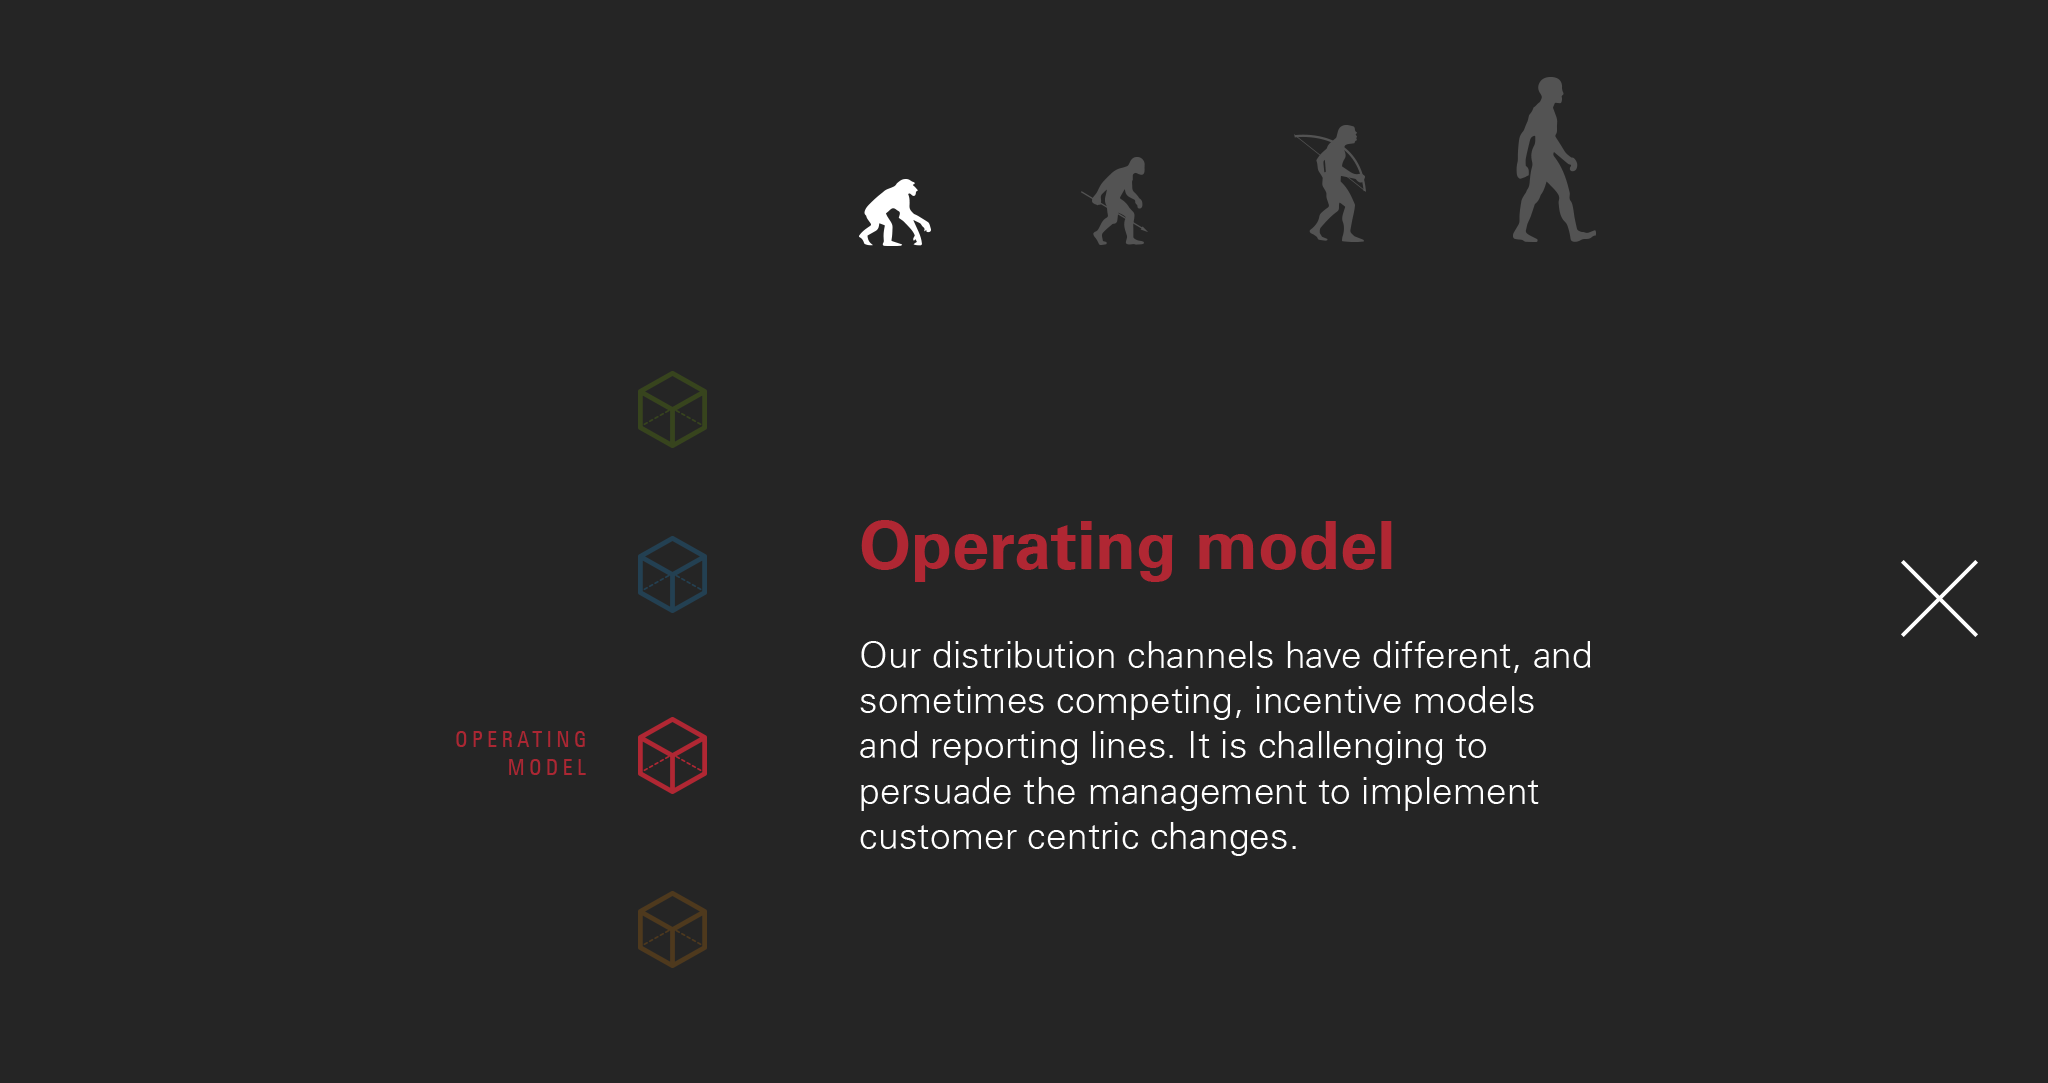 Operating model
Our distribution channels have different, and
sometimes competing, incentive models
and reporting lines. It is challenging to
persuade the management to implement
customer centric changes.
OPERATING
MODEL